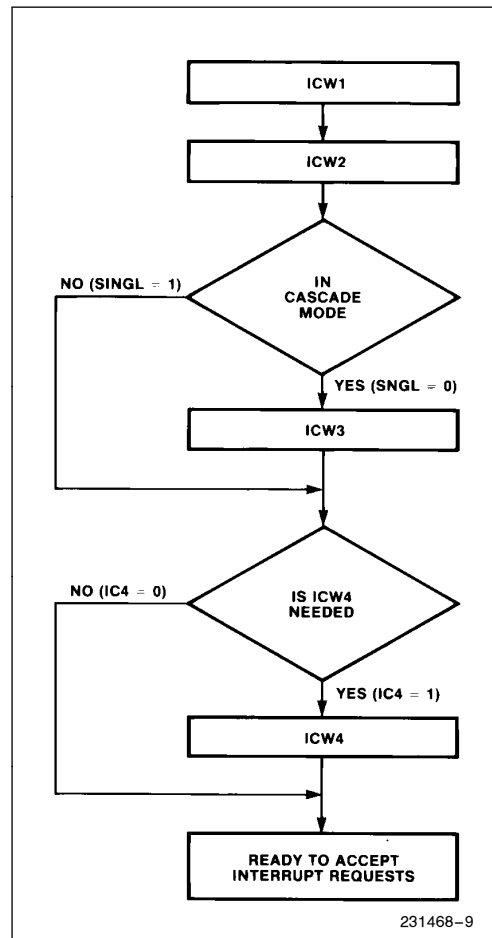 ICW1
ICW2
IN
CASCADE
MODE
NO (SINGL = 1)
YES (SNGL = 0)
ICW3
IS ICW4
NEEDED
NO (IC4 = 0)
YES (IC4 = 1)
ICW4
READY TO ACCEPT
INTERRUPT REQUESTS
231468–9